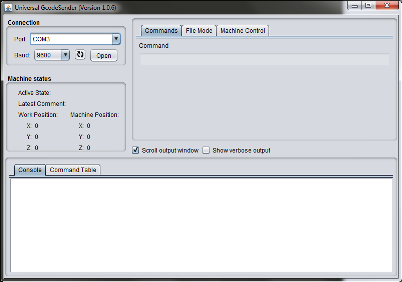 Universal GcodeSender (Version 1.0.6)
Connection
Port: COM3
Baud: 9600 Open
Machine status
Active State:
Latest Comment:
Work Position: Machine Position:
X: 0 X: 0
Y: 0 Y: 0
Z: 0 Z: 0
Commands File Mode Machine Control
Command
Scroll output window Show verbose output
Console Command Table